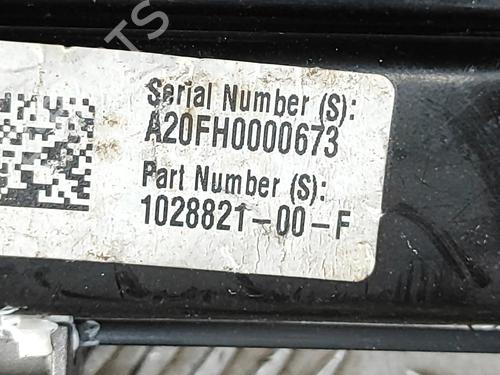 Serial Number (S):
A20FH0000673
Part Number (S):
1028821-00-F